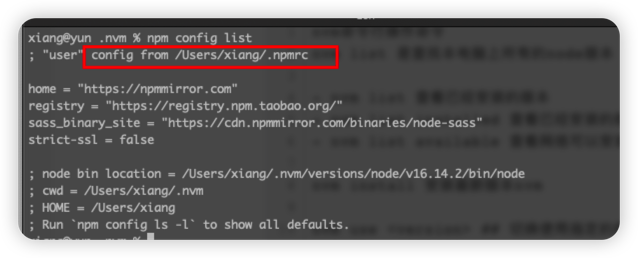 xiang@yun .nvm % npm config list
; "user" config from /Users/xiang/.npmrc
home = "https://npmmirror.com"
registry = "https://registry.npm.taobao.org/"
sass_binary_site = "https://cdn.npmmirror.com/binaries/node-sass"
strict-ssl = false
; node bin location = /Users/xiang/.nvm/versions/node/v16.14.2/bin/node
; cwd = /Users/xiang/.nvm
; HOME = /Users/xiang
; Run `npm config ls -l` to show all defaults.
xiang@yun .nvm %